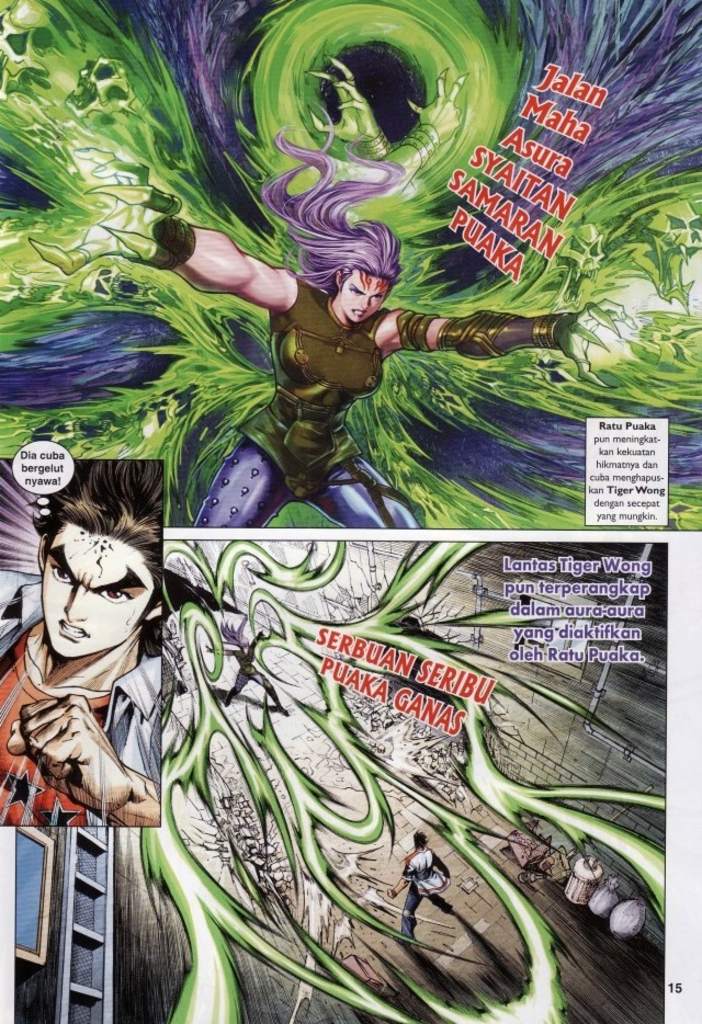 Jalan
Maha
Asura
SYAITAN
SAMARAN
PUAKA
Ratu Puaka
pun meningkat-
kan kekuatan
hikmatnya dan
cuba menghapus-
kan Tiger Wong
dengan secepat
yang mungkin.
Dia cuba
bergelut
nyawa!
Lantas Tiger Wong
pun terperangkap
dalam aura-aura
yang diaktifkan
oleh Ratu Puaka.
SERBUAN SERIBU
PUAKA GANAS
15